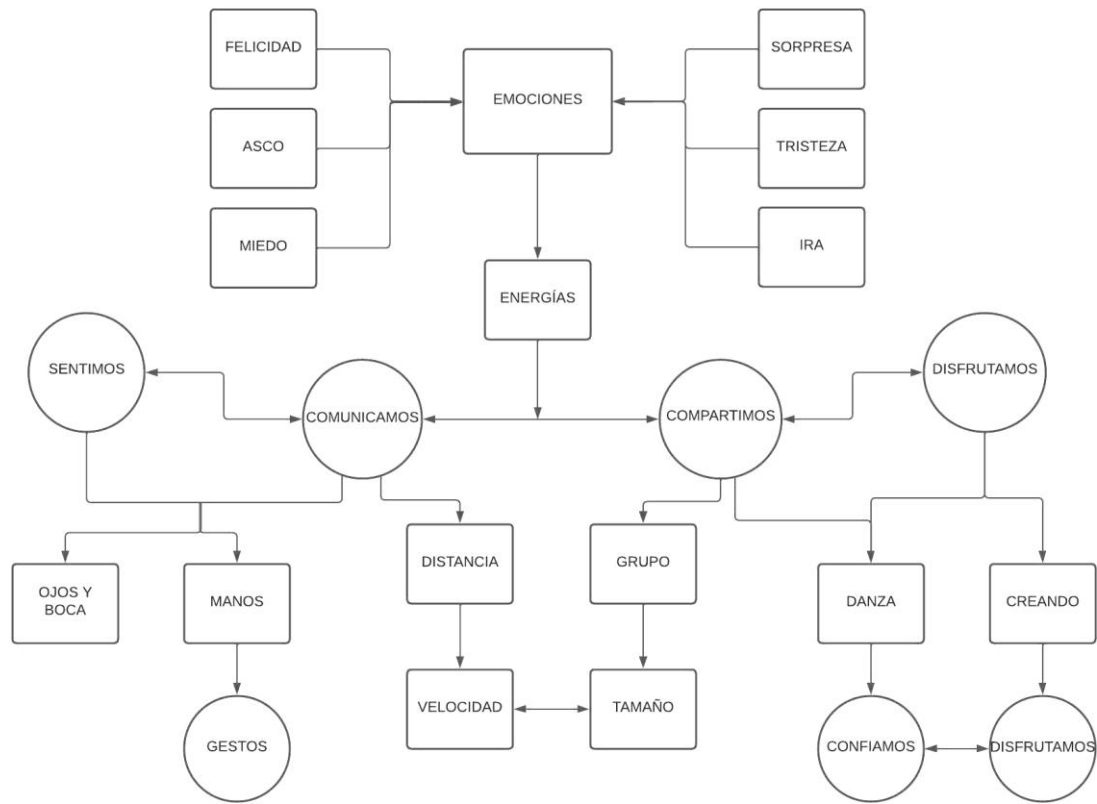 FELICIDAD
EMOCIONES
SORPRESA
ASCO
TRISTEZA
MIEDO
IRA
ENERGÍAS
SENTIMOS
COMUNICAMOS
COMPARTIMOS
DISFRUTAMOS
OJOS Y
BOCA
MANOS
DISTANCIA
GRUPO
DANZA
CREANDO
VELOCIDAD
TAMAÑO
GESTOS
CONFIAMOS
DISFRUTAMOS